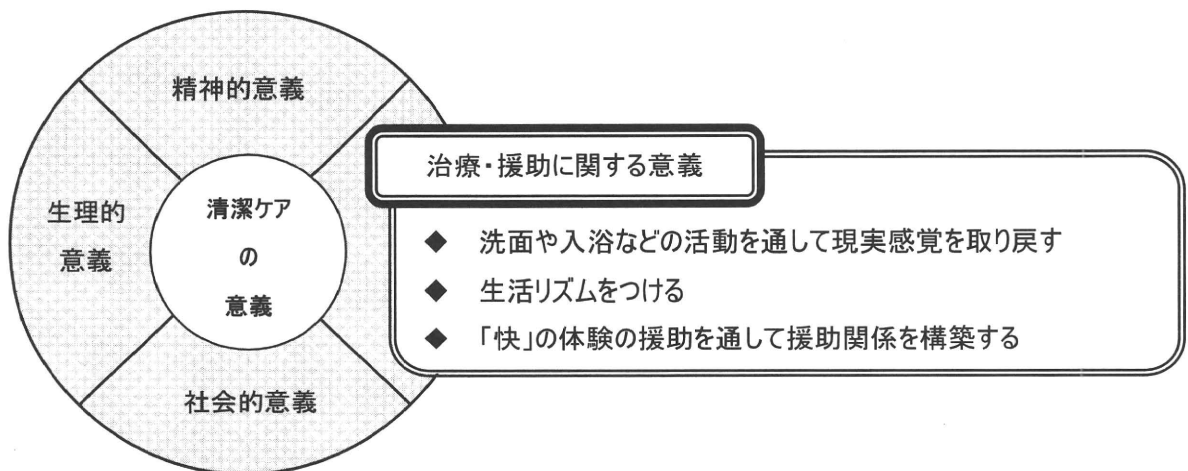 精神的意義
生理的
意義
清潔ケア
の
意義
社会的意義
治療・援助に関する意義
◆ 洗面や入浴などの活動を通して現実感覚を取り戻す
◆ 生活リズムをつける
◆ 「快」の体験の援助を通して援助関係を構築する